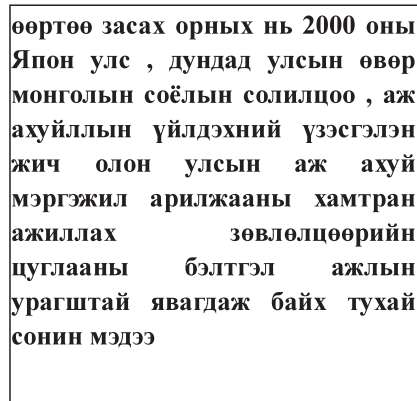 өөртөө засах орных нь 2000 оны
Япон улс , дундад улсын өвөр
монголын соёлын солилцоо , аж
ахуйллын үйлдэхний үзэсгэлэн
жич олон улсын аж ахуй
мэргэжил арилжааны хамтран
ажиллах зөвлөлцөөрийн
цуглааны бэлтгэл ажлын
урагштай явагдаж байх тухай
сонин мэдээ